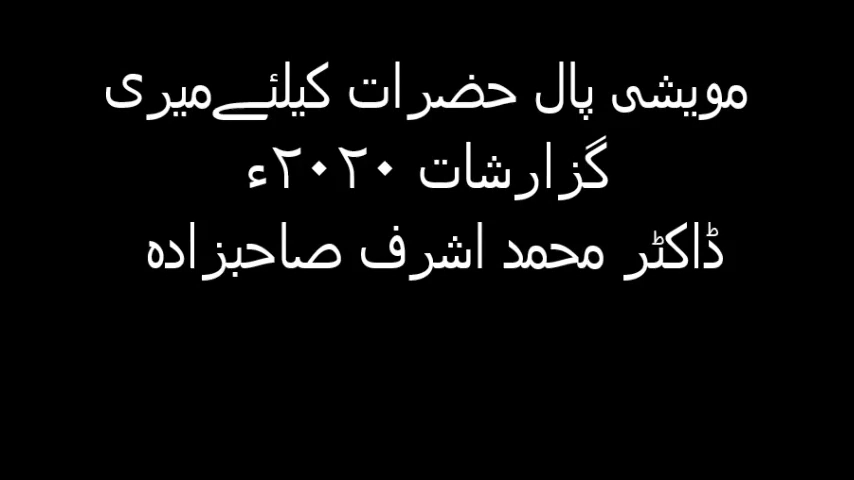 مویشی پال حضرات کیلئےمیری
گزارشات ۲۰۲۰ء
ڈاکٹر محمد اشرف صاحبزادہ